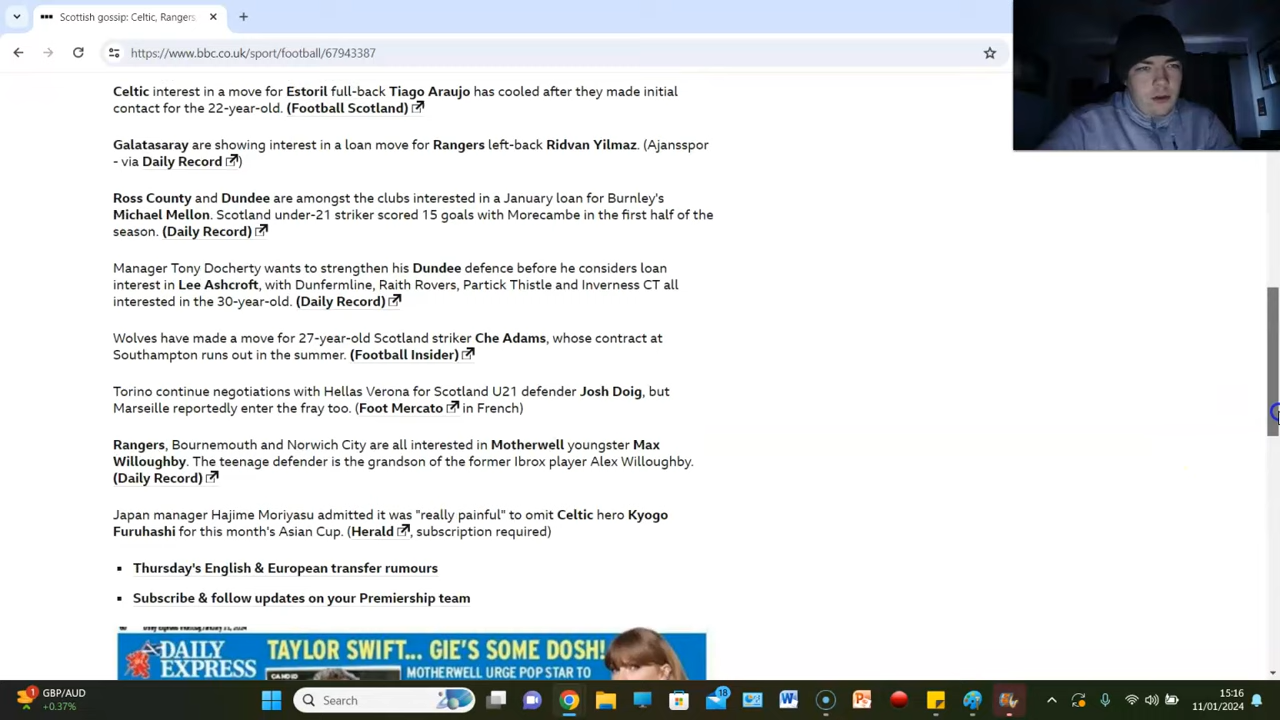 Scottish gossip: Celtic, Rangers
https://www.bbc.co.uk/sport/football/67943387
Celtic interest in a move for Estoril full-back Tiago Araujo has cooled after they made initial
contact for the 22-year-old. (Football Scotland)
Galatasaray are showing interest in a loan move for Rangers left-back Ridvan Yilmaz. (Ajansspor
- via Daily Record)
Ross County and Dundee are amongst the clubs interested in a January loan for Burnley's
Michael Mellon. Scotland under-21 striker scored 15 goals with Morecambe in the first half of the
season. (Daily Record)
Manager Tony Docherty wants to strengthen his Dundee defence before he considers loan
interest in Lee Ashcroft, with Dunfermline, Raith Rovers, Partick Thistle and Inverness CT all
interested in the 30-year-old. (Daily Record)
Wolves have made a move for 27-year-old Scotland striker Che Adams, whose contract at
Southampton runs out in the summer. (Football Insider)
Torino continue negotiations with Hellas Verona for Scotland U21 defender Josh Doig, but
Marseille reportedly enter the fray too. (Foot Mercato in French)
Rangers, Bournemouth and Norwich City are all interested in Motherwell youngster Max
Willoughby. The teenage defender is the grandson of the former Ibrox player Alex Willoughby.
(Daily Record)
Japan manager Hajime Moriyasu admitted it was "really painful" to omit Celtic hero Kyogo
Furuhashi for this month's Asian Cup. (Herald, subscription required)
Thursday's English & European transfer rumours
Subscribe & follow updates on your Premiership team
DAILY EXPRESS
TAYLOR SWIFT... GIE'S SOME DOSH!
MOTHERWELL URGE POP STAR TO
1
GBP/AUD
+0.37%
Search
18
15:16
11/01/2024